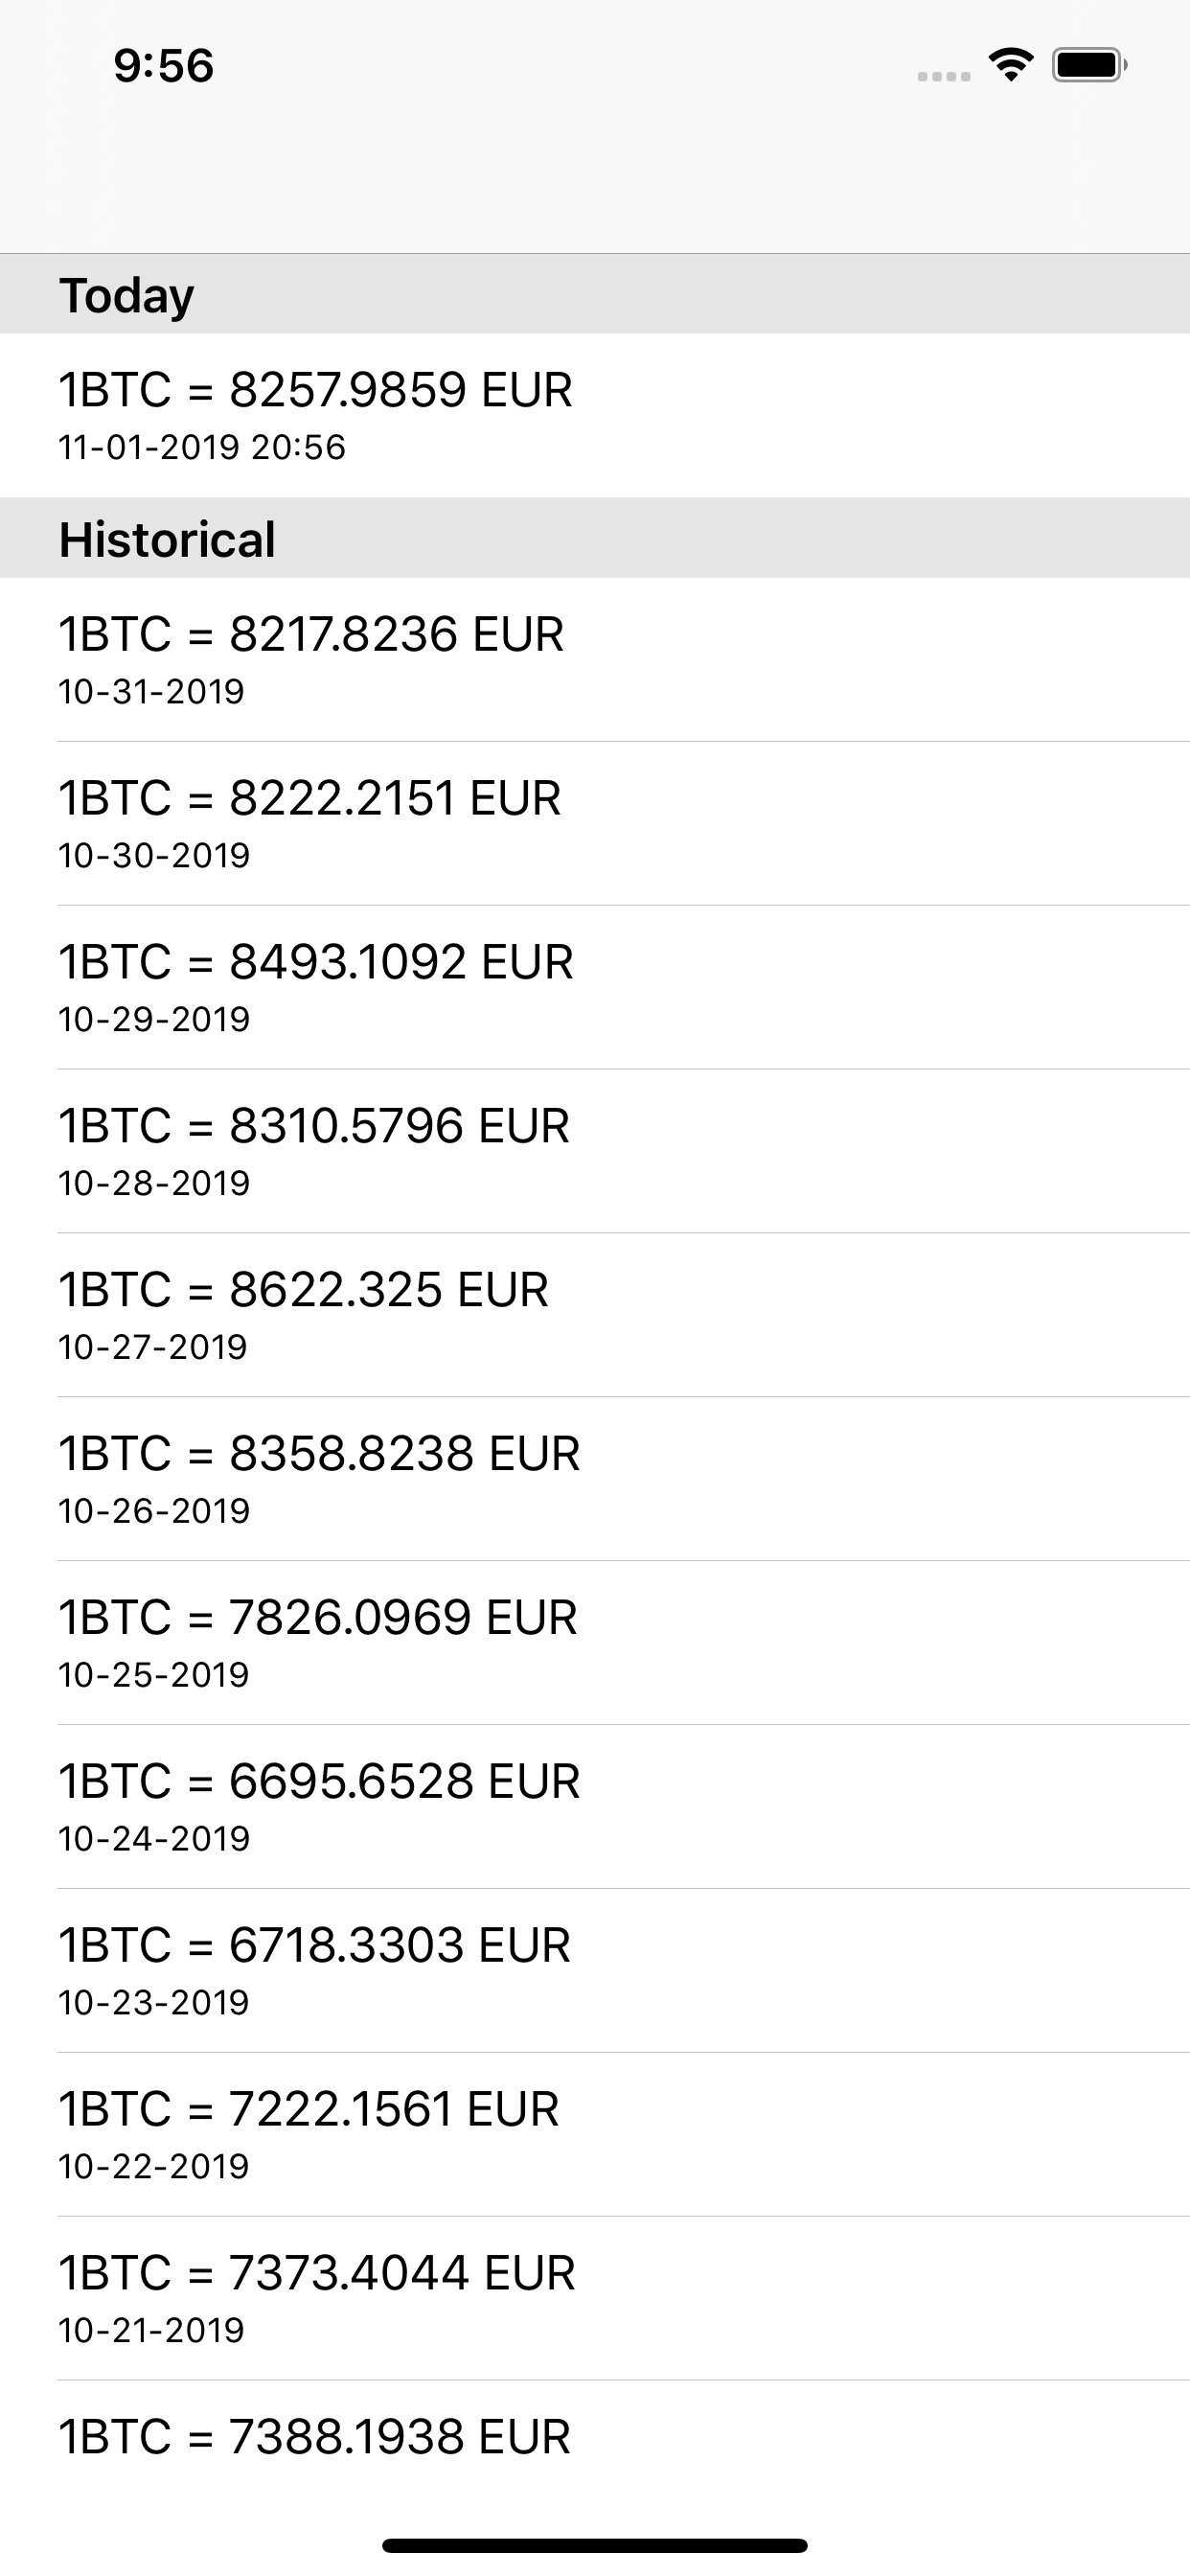 9:56
Today
1BTC = 8257.9859 EUR
11-01-2019 20:56
Historical
1BTC = 8217.8236 EUR
10-31-2019
1BTC = 8222.2151 EUR
10-30-2019
1BTC = 8493.1092 EUR
10-29-2019
1BTC = 8310.5796 EUR
10-28-2019
1BTC = 8622.325 EUR
10-27-2019
1BTC = 8358.8238 EUR
10-26-2019
1BTC = 7826.0969 EUR
10-25-2019
1BTC = 6695.6528 EUR
10-24-2019
1BTC = 6718.3303 EUR
10-23-2019
1BTC = 7222.1561 EUR
10-22-2019
1BTC = 7373.4044 EUR
10-21-2019
1BTC = 7388.1938 EUR